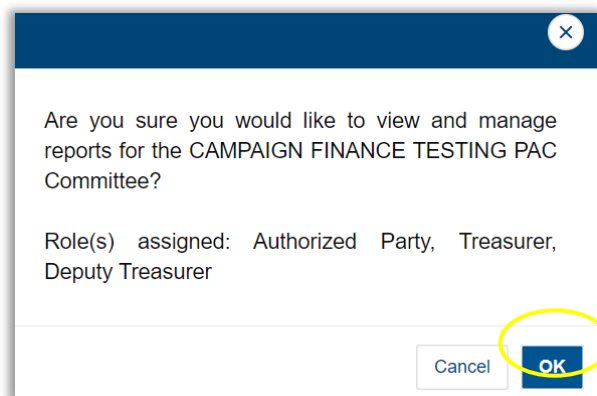 Are you sure you would like to view and manage
reports for the CAMPAIGN FINANCE TESTING PAC
Committee?
Role(s) assigned: Authorized Party, Treasurer,
Deputy Treasurer
Cancel OK